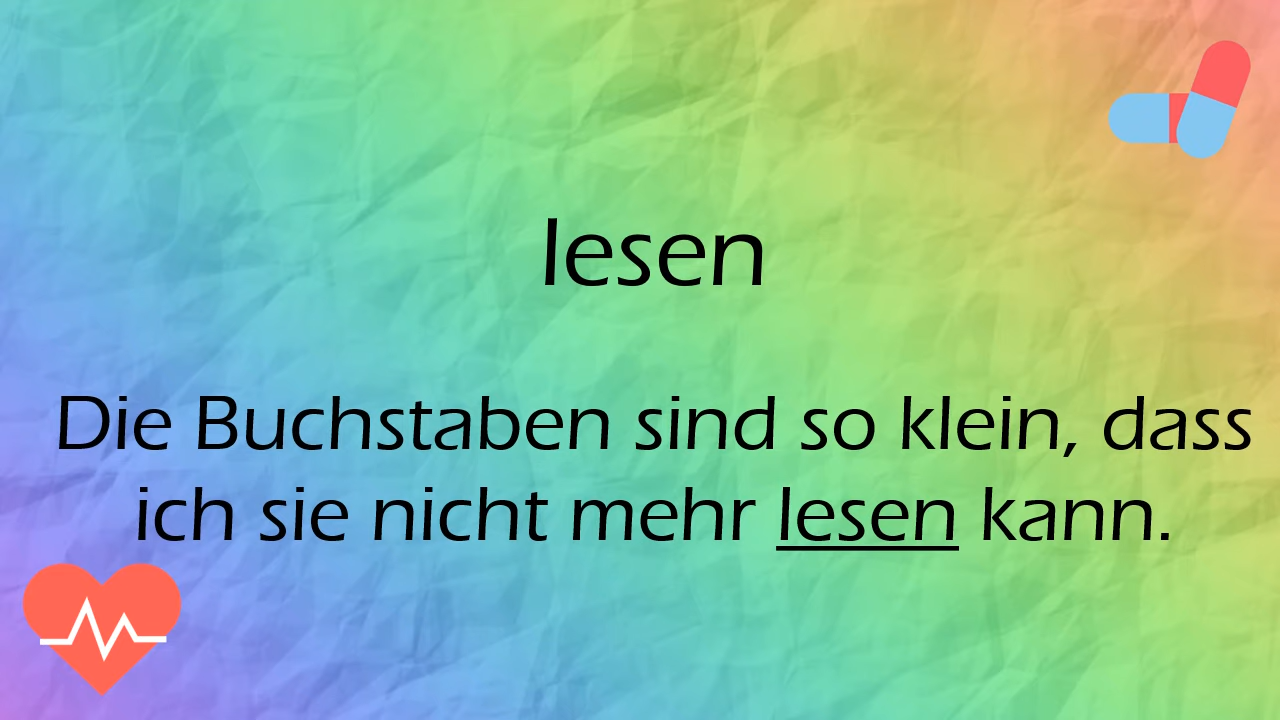 lesen
Die Buchstaben sind so klein, dass
ich sie nicht mehr lesen kann.